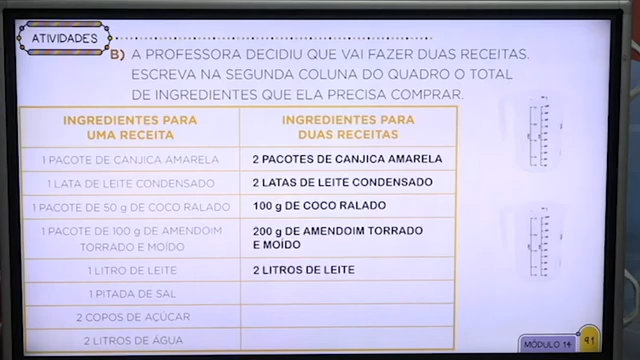 ATIVIDADES
B) A PROFESSORA DECIDIU QUE VAI FAZER DUAS RECEITAS.
ESCREVA NA SEGUNDA COLUNA DO QUADRO O TOTAL
DE INGREDIENTES QUE ELA PRECISA COMPRAR.
INGREDIENTES PARA
UMA RECEITA
INGREDIENTES PARA
DUAS RECEITAS
1 PACOTE DE CANJICA AMARELA
2 PACOTES DE CANJICA AMARELA
1 LATA DE LEITE CONDENSADO
2 LATAS DE LEITE CONDENSADO
1 PACOTE DE 50 g DE COCO RALADO
100 g DE COCO RALADO
1 PACOTE DE 100 g DE AMENDOIM
TORRADO E MOÍDO
200 g DE AMENDOIM TORRADO
E MOÍDO
1 LITRO DE LEITE
2 LITROS DE LEITE
1 PITADA DE SAL
2 COPOS DE AÇÚCAR
2 LITROS DE ÁGUA
MÓDULO 14
91